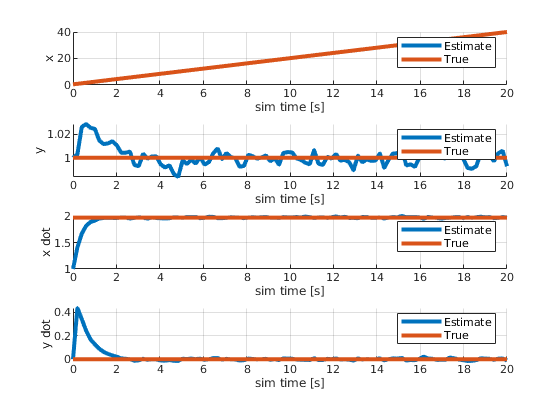 40
20
0
x
0 2 4 6 8 10 12 14 16 18 20
sim time [s]
Estimate
True
1.02
1
y
0 2 4 6 8 10 12 14 16 18 20
sim time [s]
Estimate
True
2
1.5
1
x dot
0 2 4 6 8 10 12 14 16 18 20
sim time [s]
Estimate
True
0.4
0.2
0
y dot
0 2 4 6 8 10 12 14 16 18 20
sim time [s]
Estimate
True